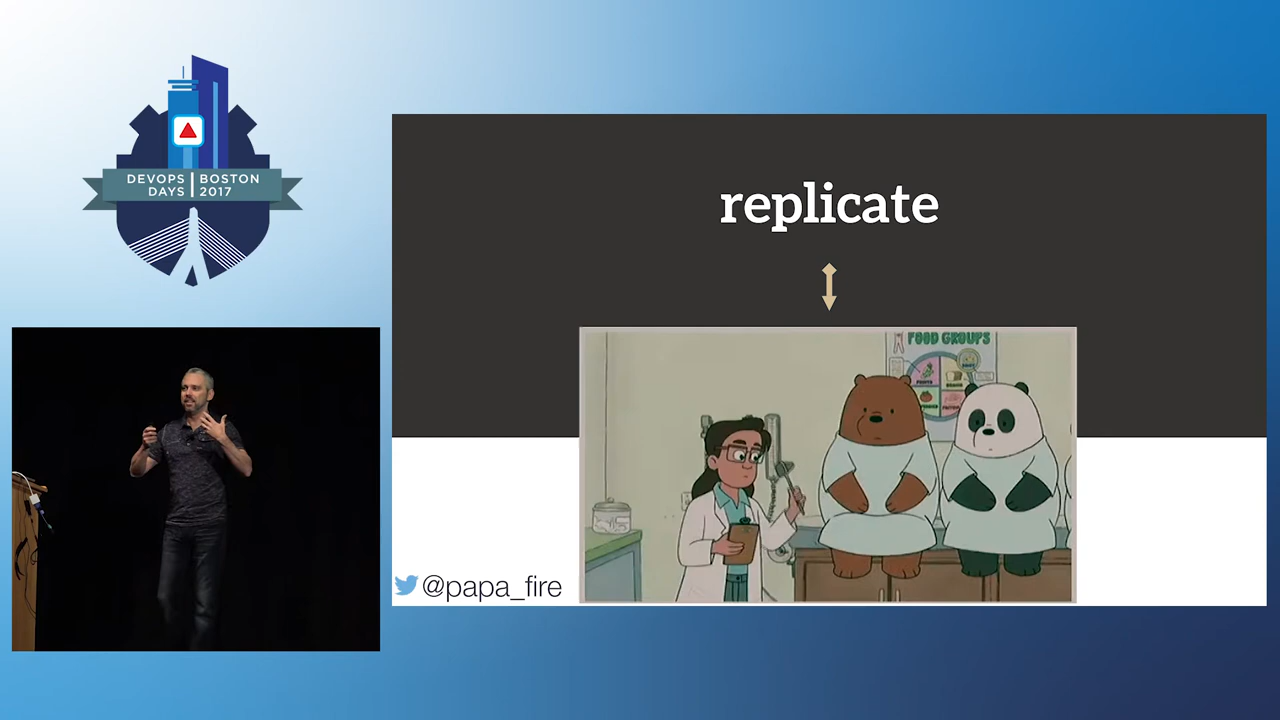 DEVOPS | BOSTON
DAYS | 2017
replicate
FOOD GROUPS
@papa_fire